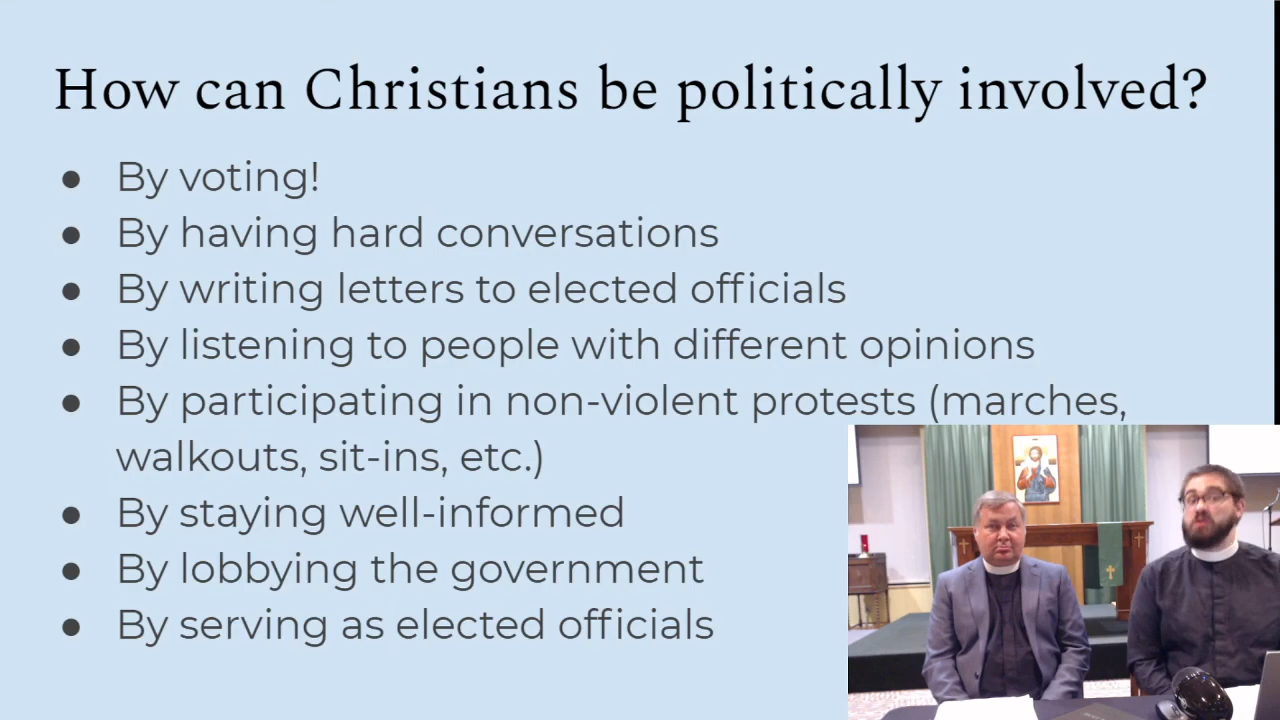 How can Christians be politically involved?
● By voting!
● By having hard conversations
● By writing letters to elected officials
● By listening to people with different opinions
● By participating in non-violent protests (marches,
walkouts, sit-ins, etc.)
● By staying well-informed
● By lobbying the government
● By serving as elected officials